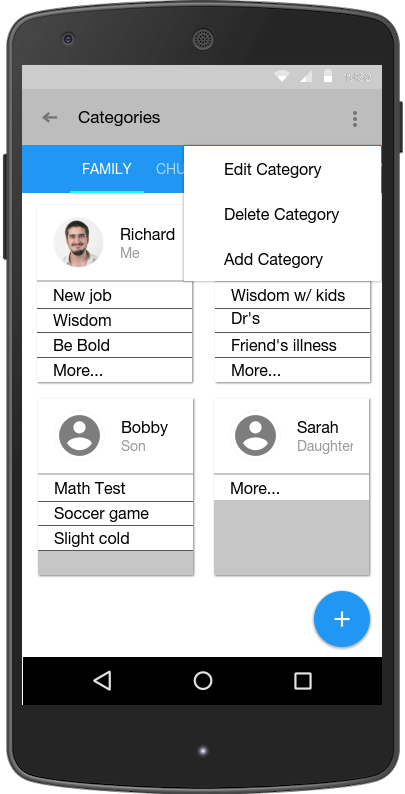 Categories
FAMILY
CHU
Edit Category
Delete Category
Add Category
Richard
Me
New job
Wisdom
Be Bold
More...
Wisdom w/ kids
Dr's
Friend's illness
More...
Bobby
Son
Math Test
Soccer game
Slight cold
Sarah
Daughter
More...